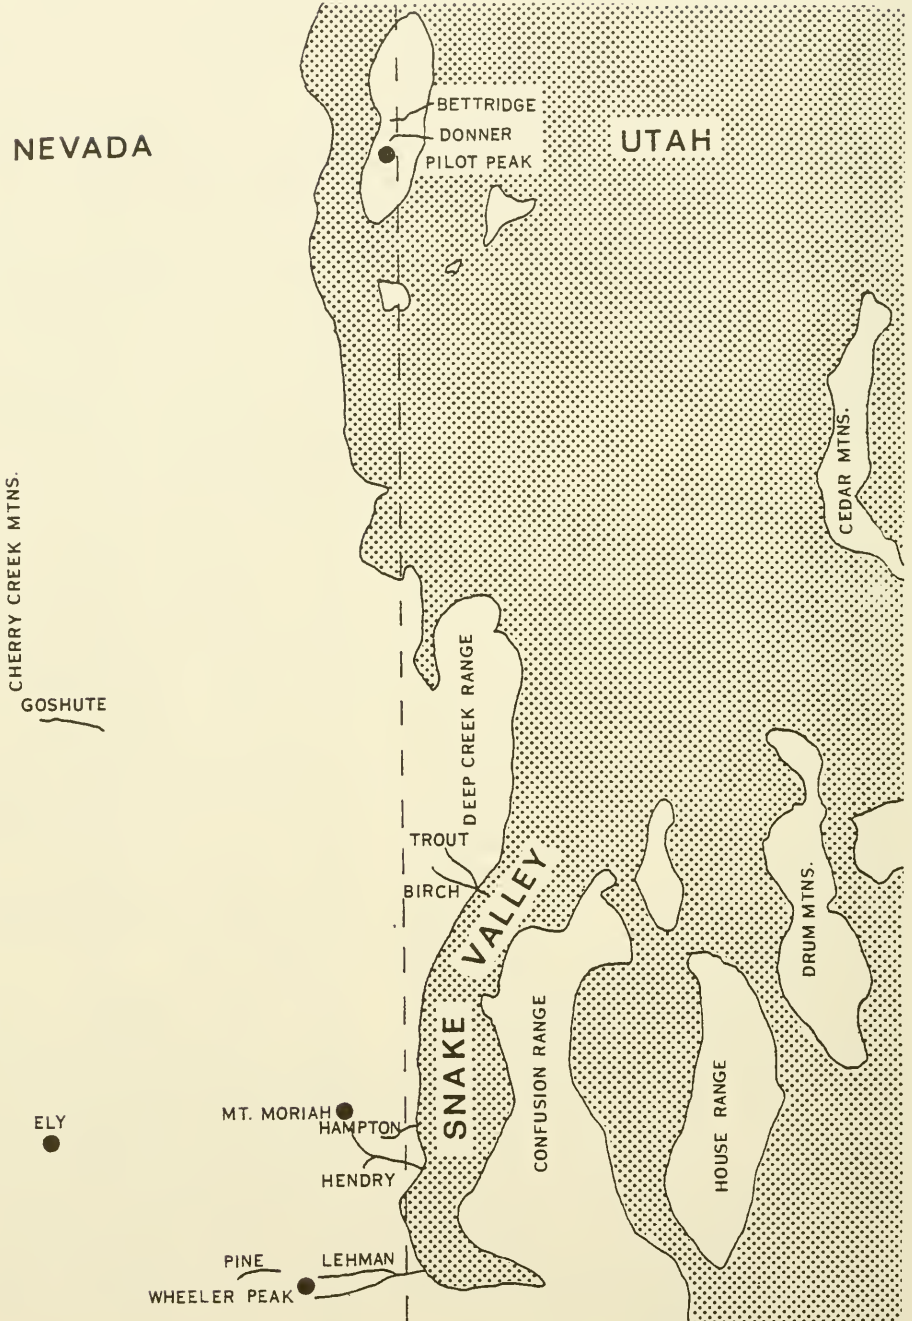 BETTRIDGE
NEVADA
DONNER
UTAH
PILOT PEAK
CEDAR MTNS.
CHERRY CREEK MTNS.
GOSHUTE
DEEP CREEK RANGE
TROUT
BIRCH
SNAKE VALLEY
DRUM MTNS.
CONFUSION RANGE
HOUSE RANGE
ELY
MT. MORIAH
HAMPTON
HENDRY
PINE
LEHMAN
WHEELER PEAK